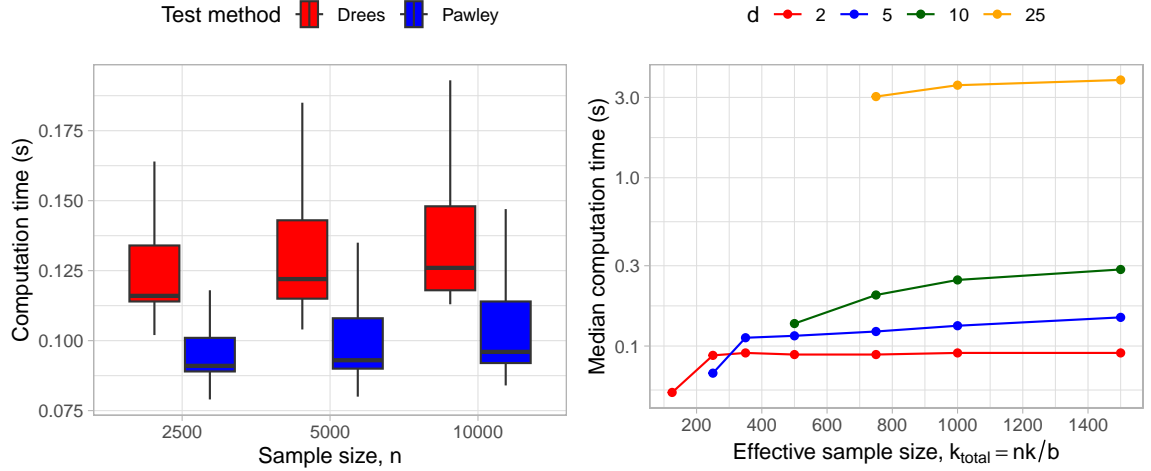 Test method Drees Pawley
Computation time (s)
0.175
0.150
0.125
0.100
0.075
2500 5000 10000
Sample size, n
d 2 5 10 25
Median computation time (s)
3.0
1.0
0.3
0.1
200 400 600 800 1000 1200 1400
Effective sample size, k_total = nk/b